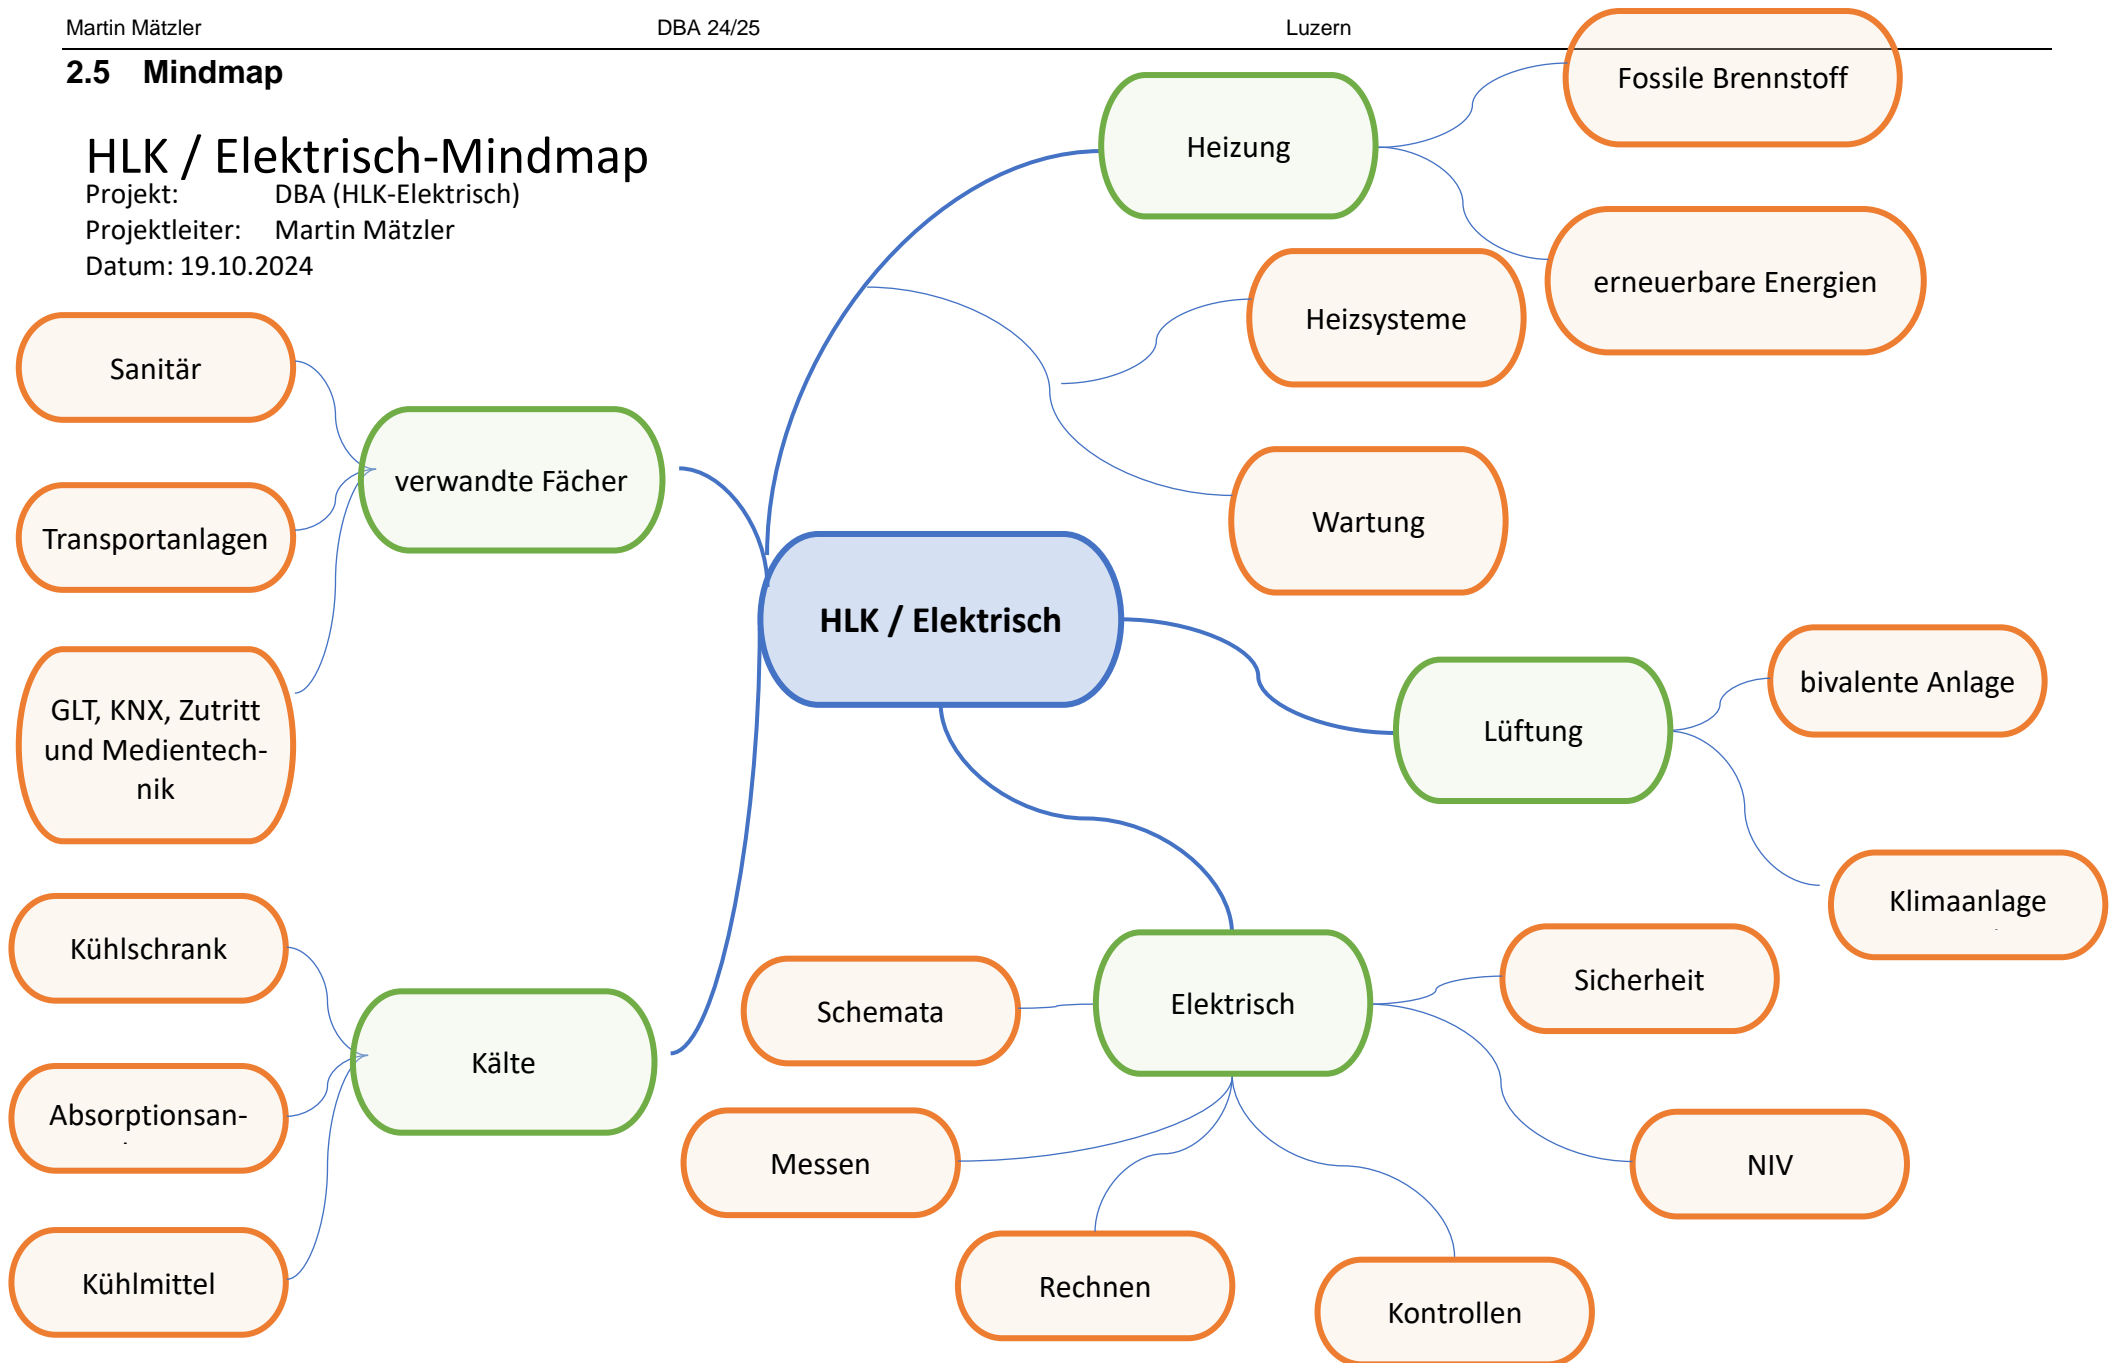 Martin Mätzler DBA 24/25 Luzern
2.5 Mindmap
HLK / Elektrisch-Mindmap
Projekt: DBA (HLK-Elektrisch)
Projektleiter: Martin Mätzler
Datum: 19.10.2024
Heizung
Fossile Brennstoff
erneuerbare Energien
Heizsysteme
Wartung
Sanitär
verwandte Fächer
Transportanlagen
GLT, KNX, Zutritt
und Medientech-
nik
HLK / Elektrisch
Lüftung
bivalente Anlage
Klimaanlage
Kühlschrank
Kälte
Absorptionsan-
Kühlmittel
Elektrisch
Schemata
Sicherheit
Messen
NIV
Rechnen
Kontrollen